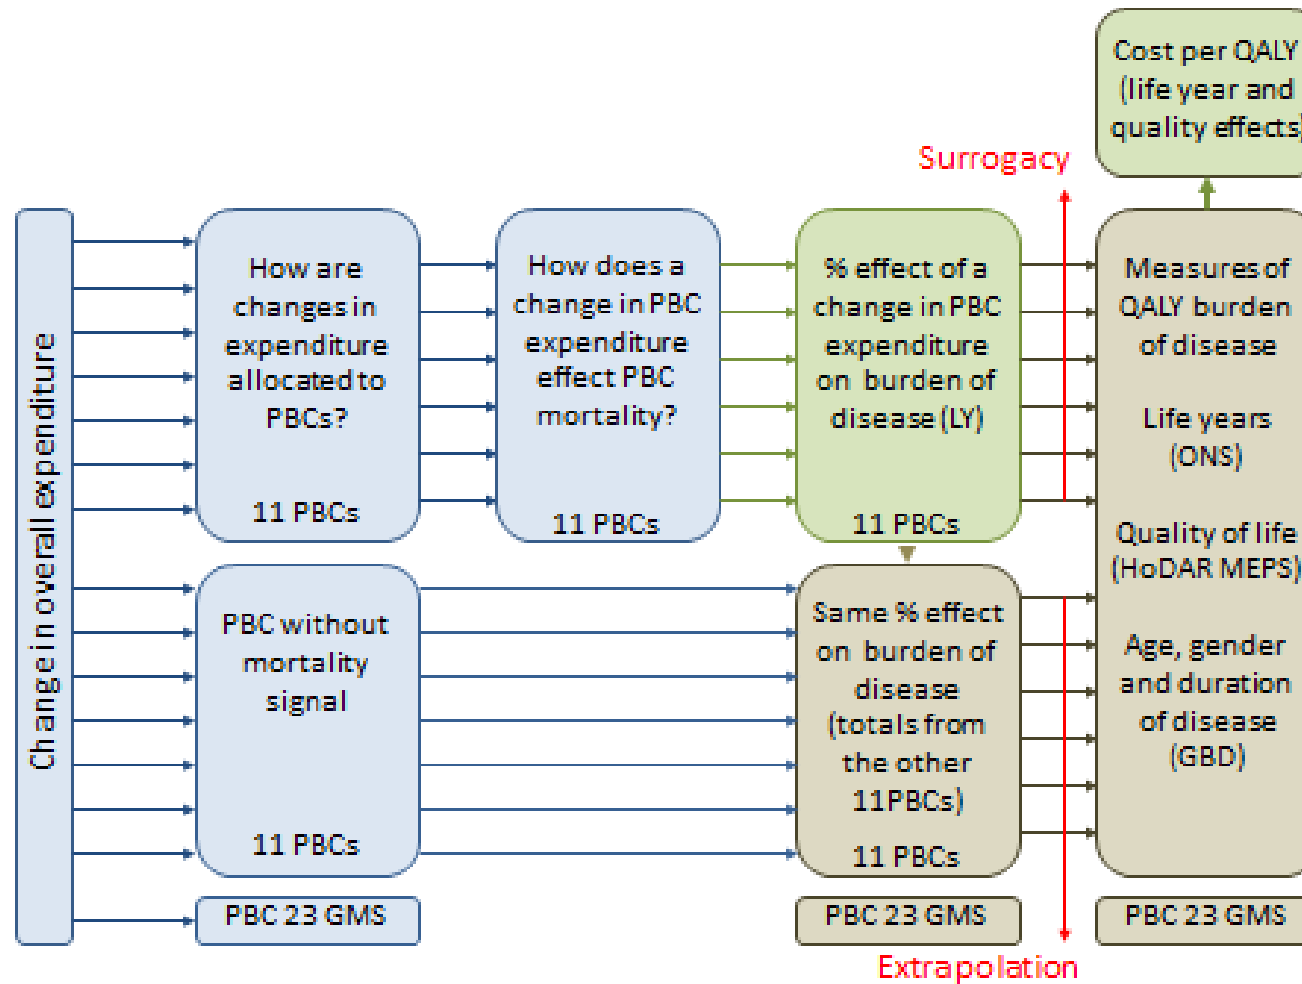 Cost per QALY
(life year and
quality effects)
Surrogacy
Change in overall expenditure
How are
changes in
expenditure
allocated to
PBCs?
11 PBCs
How does a
change in PBC
expenditure
effect PBC
mortality?
11 PBCs
% effect of a
change in PBC
expenditure
on burden of
disease (LY)
11 PBCs
Measures of
QALY burden
of disease
Life years
(ONS)
Quality of life
(HoDAR MEPS)
Age, gender
and duration
of disease
(GBD)
PBC without
mortality
signal
11 PBCs
Same % effect
on burden of
disease
(totals from
the other
11PBCs)
11 PBCs
PBC 23 GMS
PBC 23 GMS
PBC 23 GMS
Extrapolation